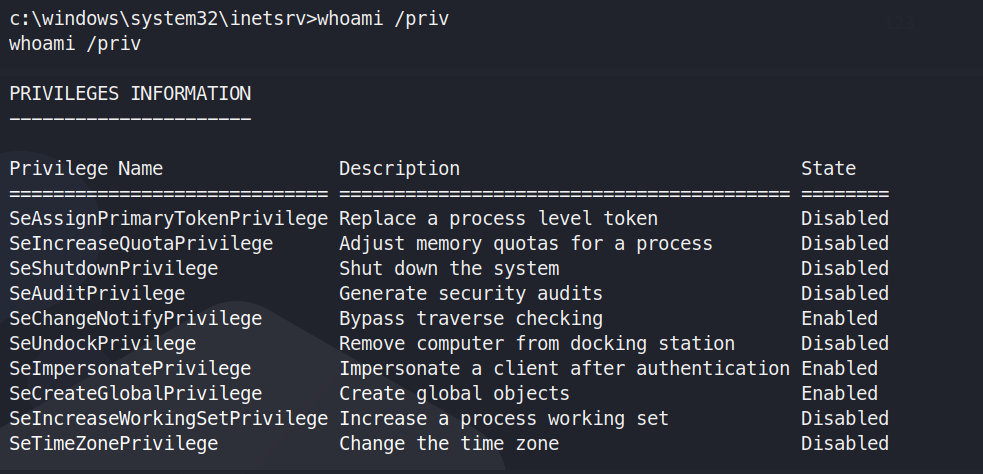 c:\windows\system32\inetsrv>whoami /priv
whoami /priv
PRIVILEGES INFORMATION
----------------------
Privilege Name                Description                               State
============================= ========================================= ========
SeAssignPrimaryTokenPrivilege Replace a process level token             Disabled
SeIncreaseQuotaPrivilege      Adjust memory quotas for a process        Disabled
SeShutdownPrivilege           Shut down the system                      Disabled
SeAuditPrivilege              Generate security audits                  Disabled
SeChangeNotifyPrivilege       Bypass traverse checking                  Enabled
SeUndockPrivilege             Remove computer from docking station      Disabled
SeImpersonatePrivilege        Impersonate a client after authentication Enabled
SeCreateGlobalPrivilege       Create global objects                     Enabled
SeIncreaseWorkingSetPrivilege Increase a process working set            Disabled
SeTimeZonePrivilege           Change the time zone                      Disabled